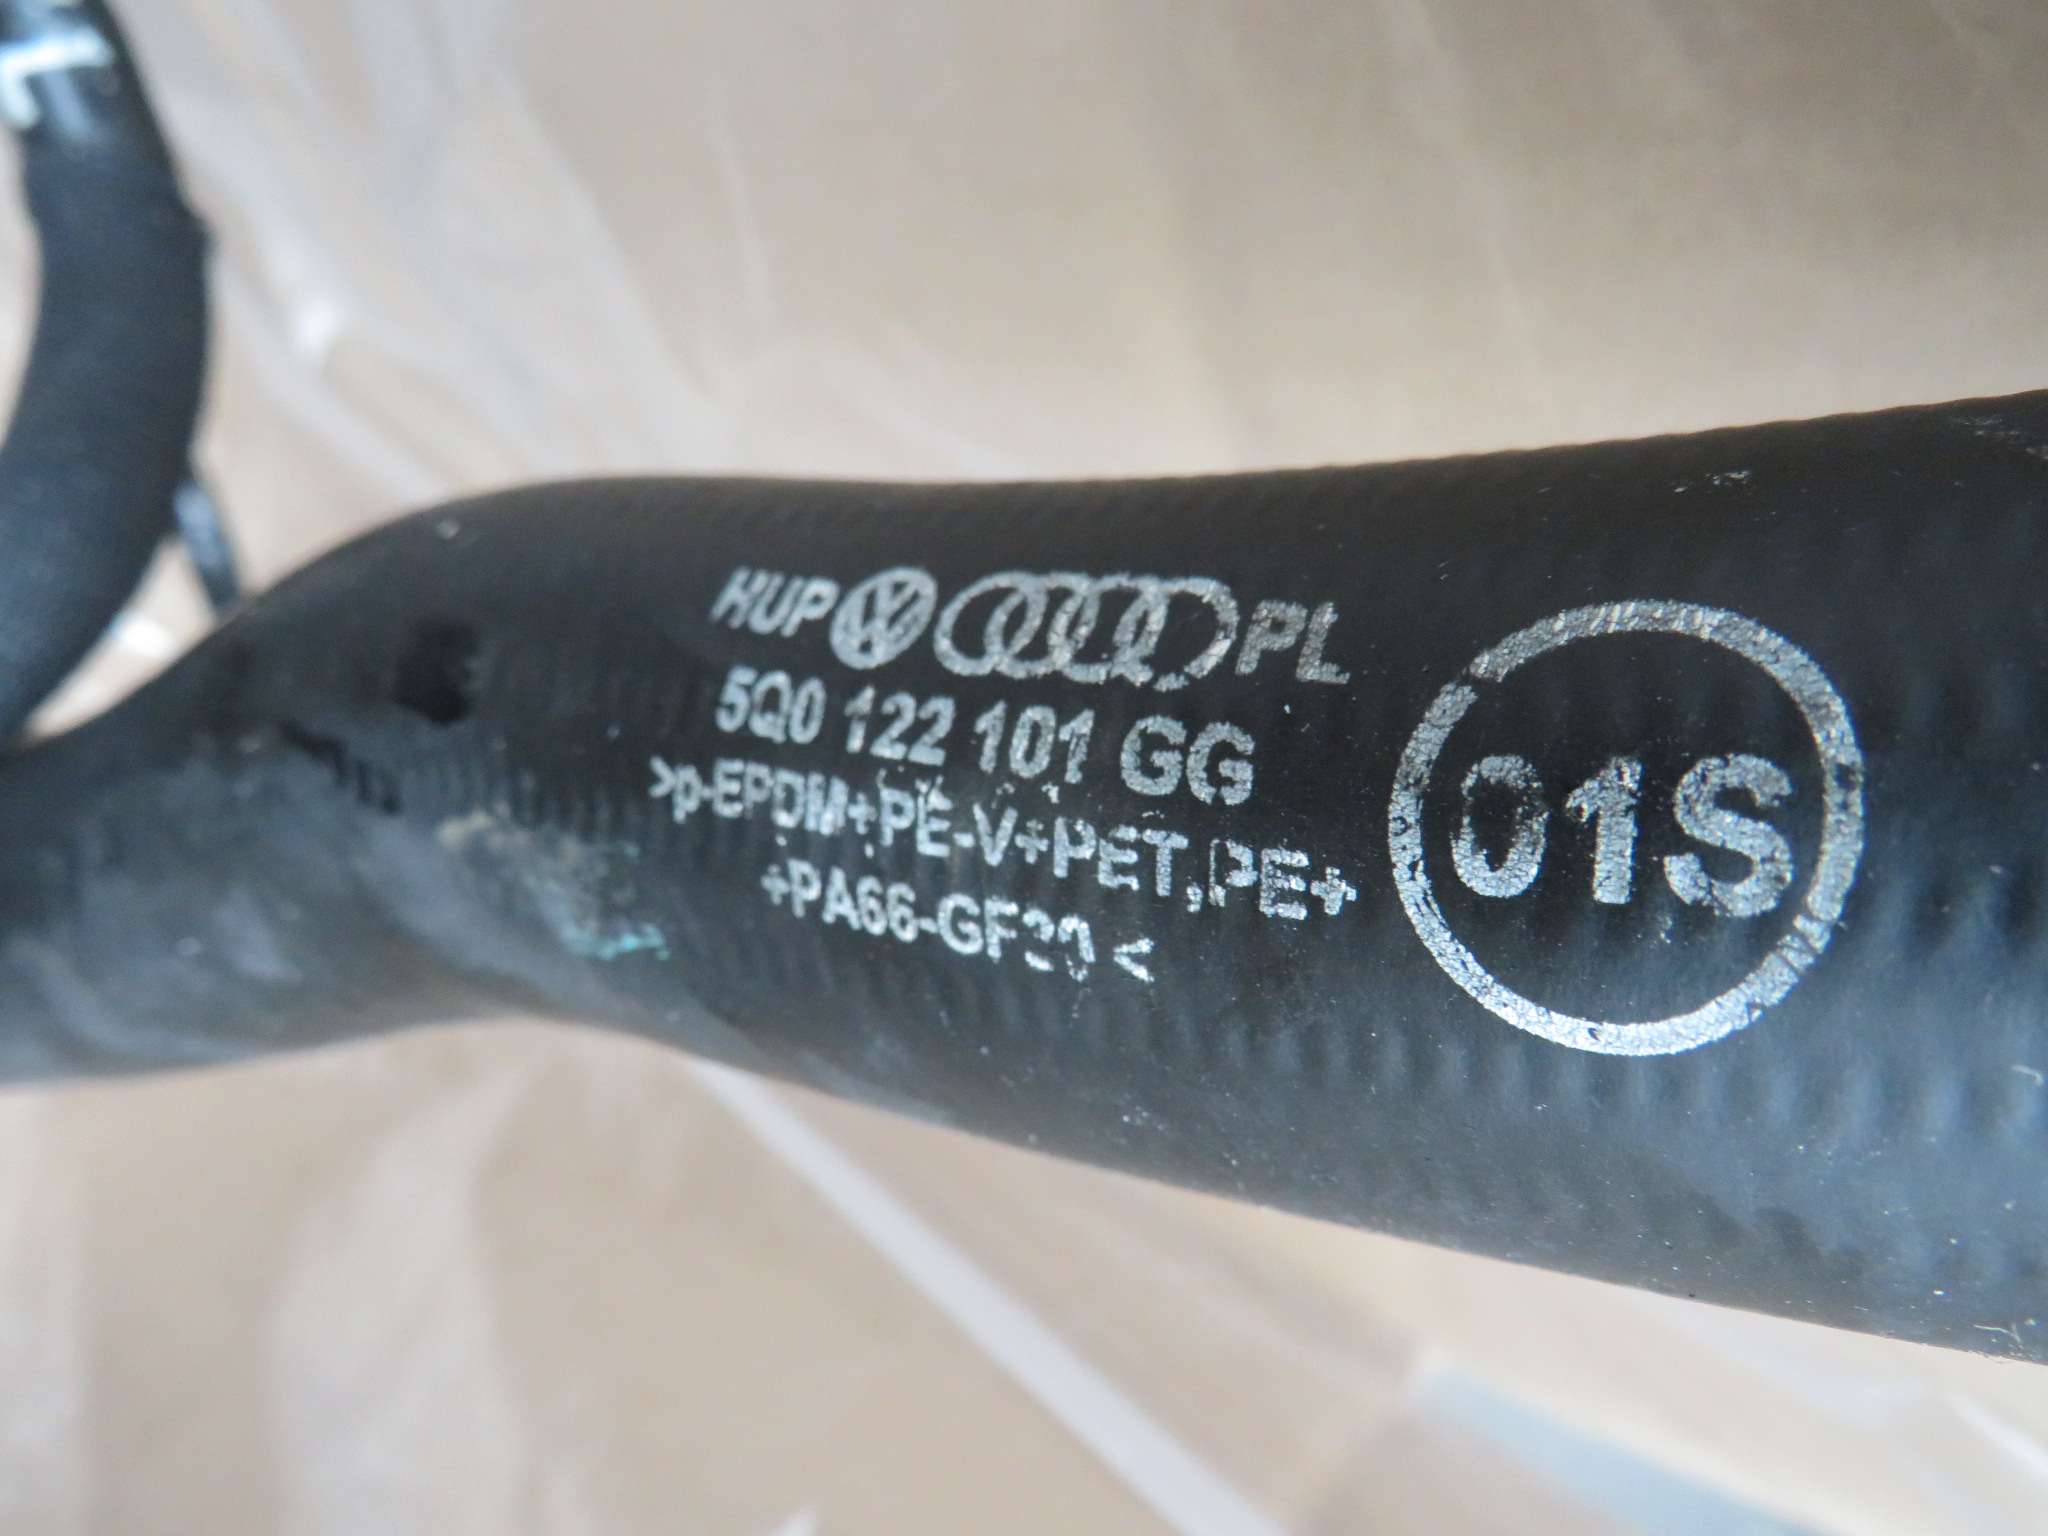 HUP PL
5Q0 122 101 GG
>p-EPDM+PE-V+PET,PE+
+PA66-GF30<
01S